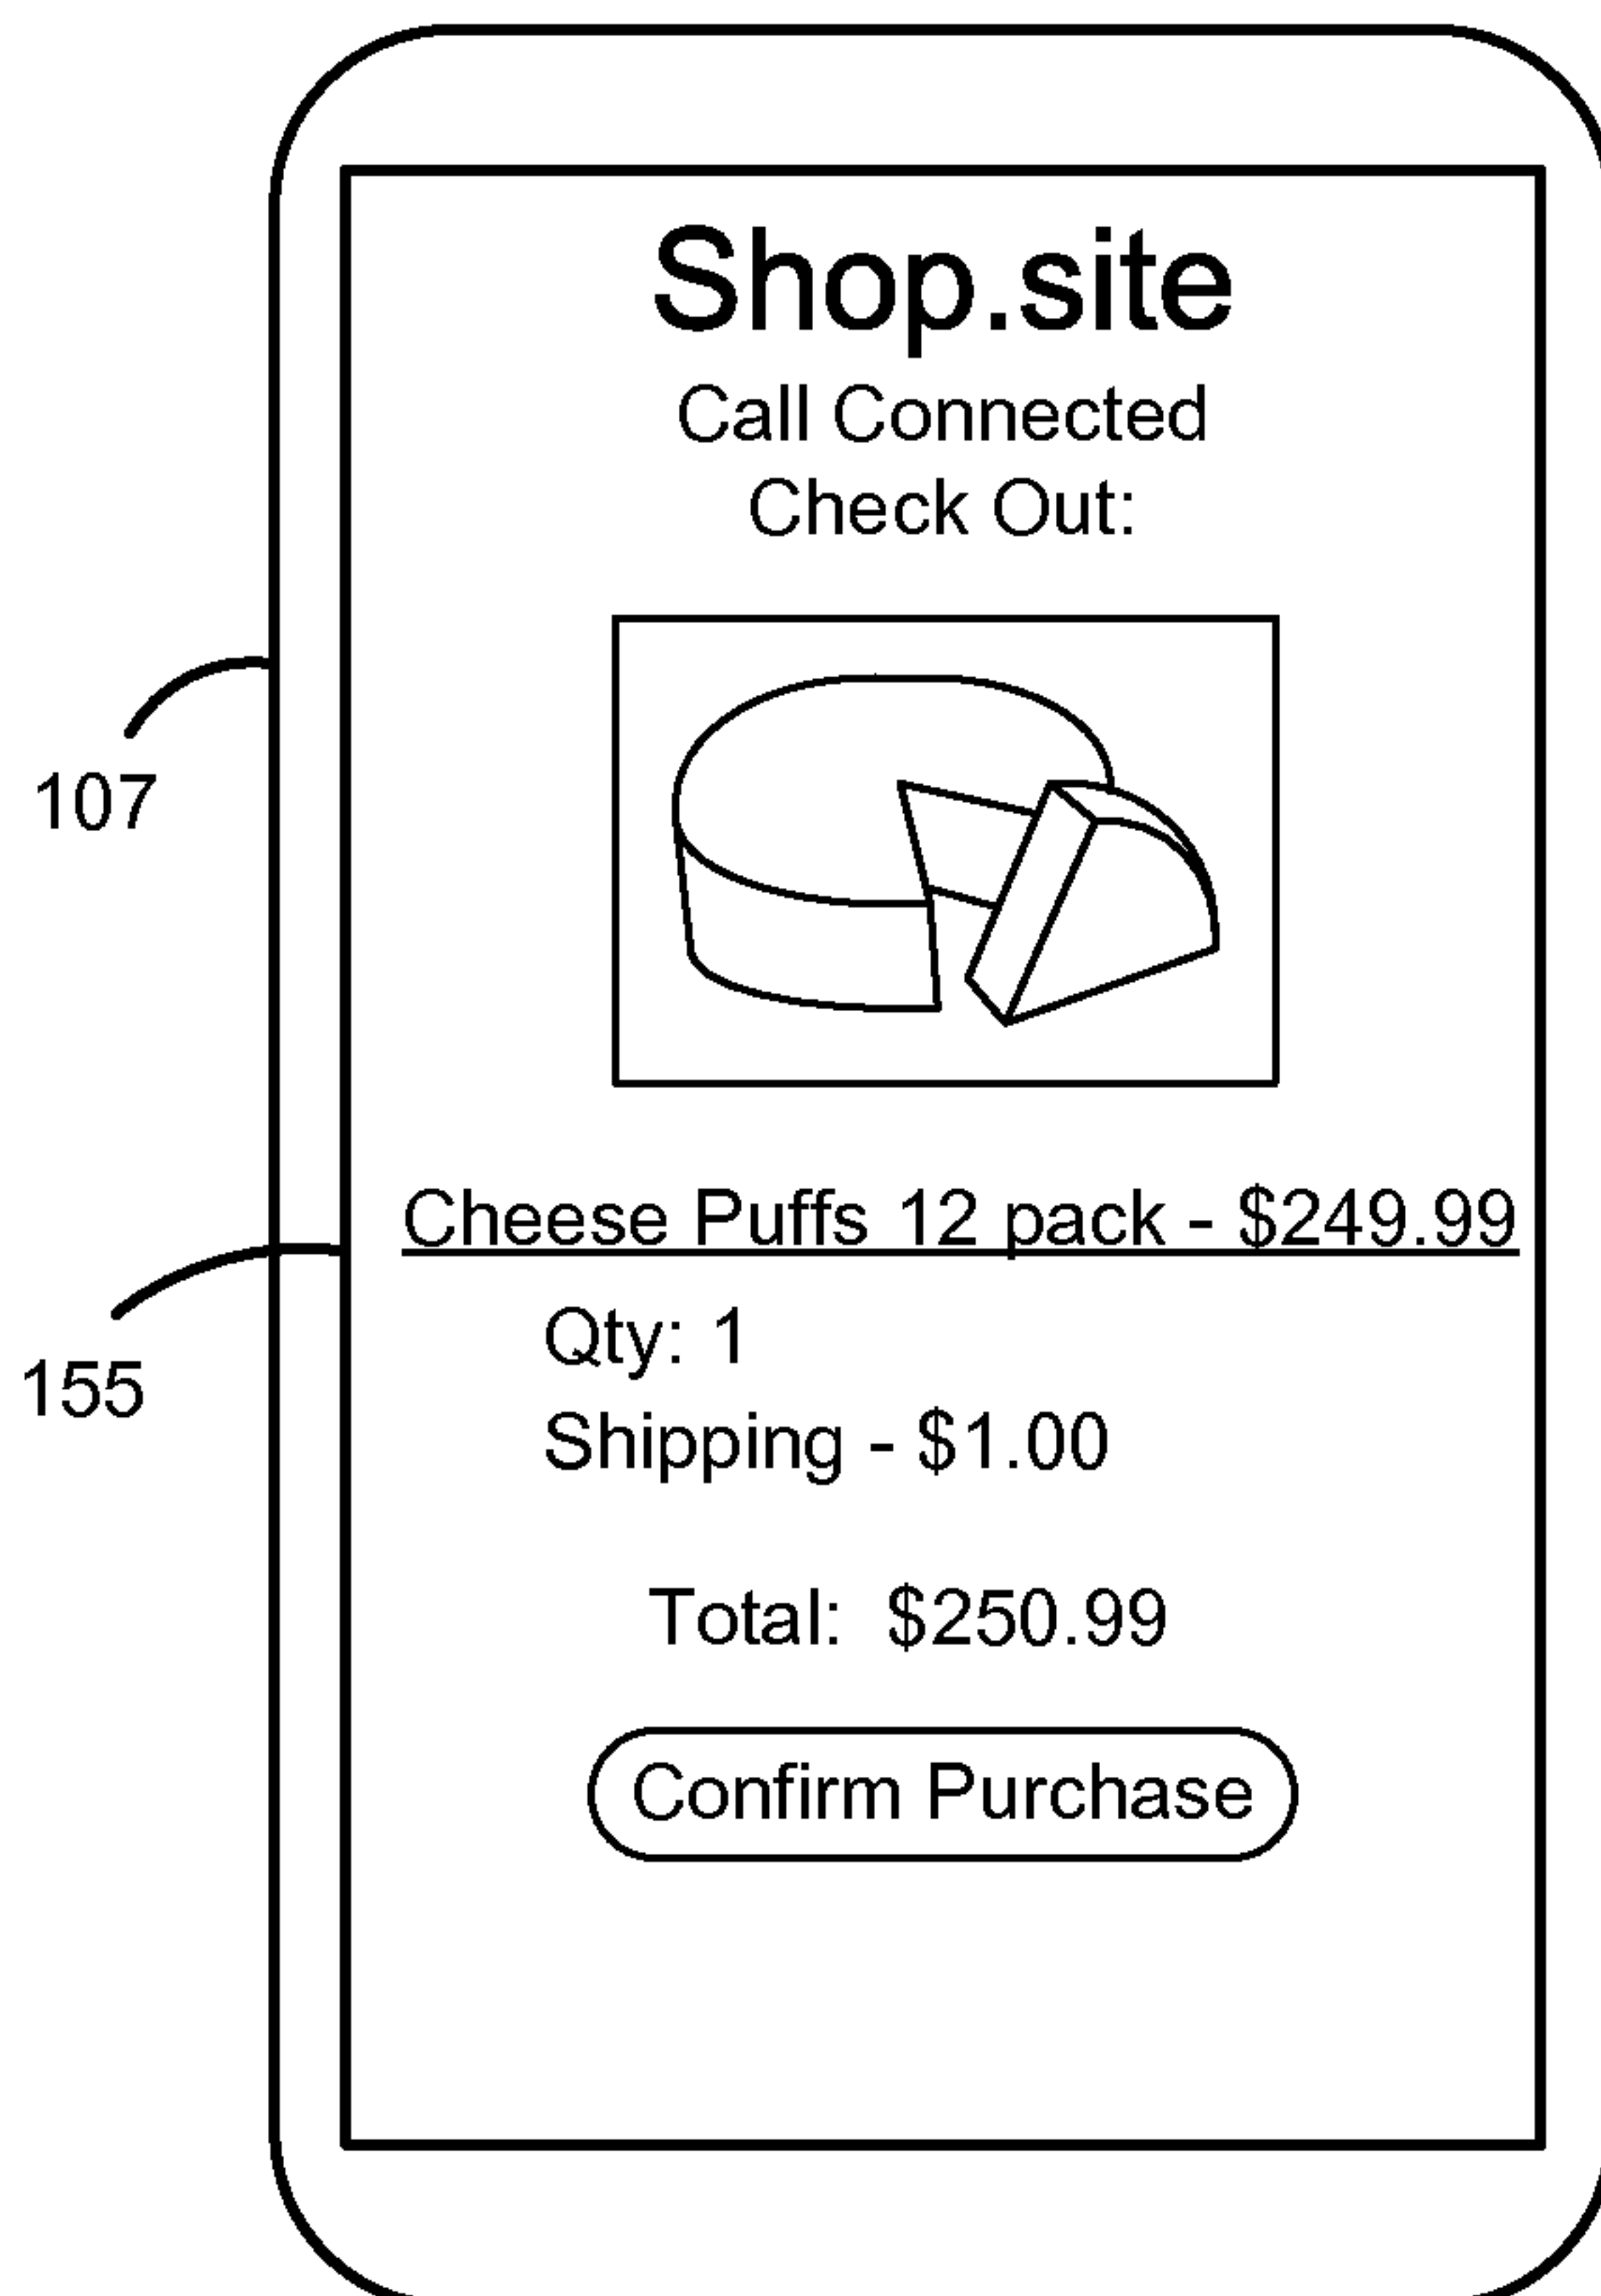 Shop.site
Call Connected
Check Out:
107
Cheese Puffs 12 pack - $249.99
155
Qty: 1
Shipping - $1.00
Total: $250.99
Confirm Purchase